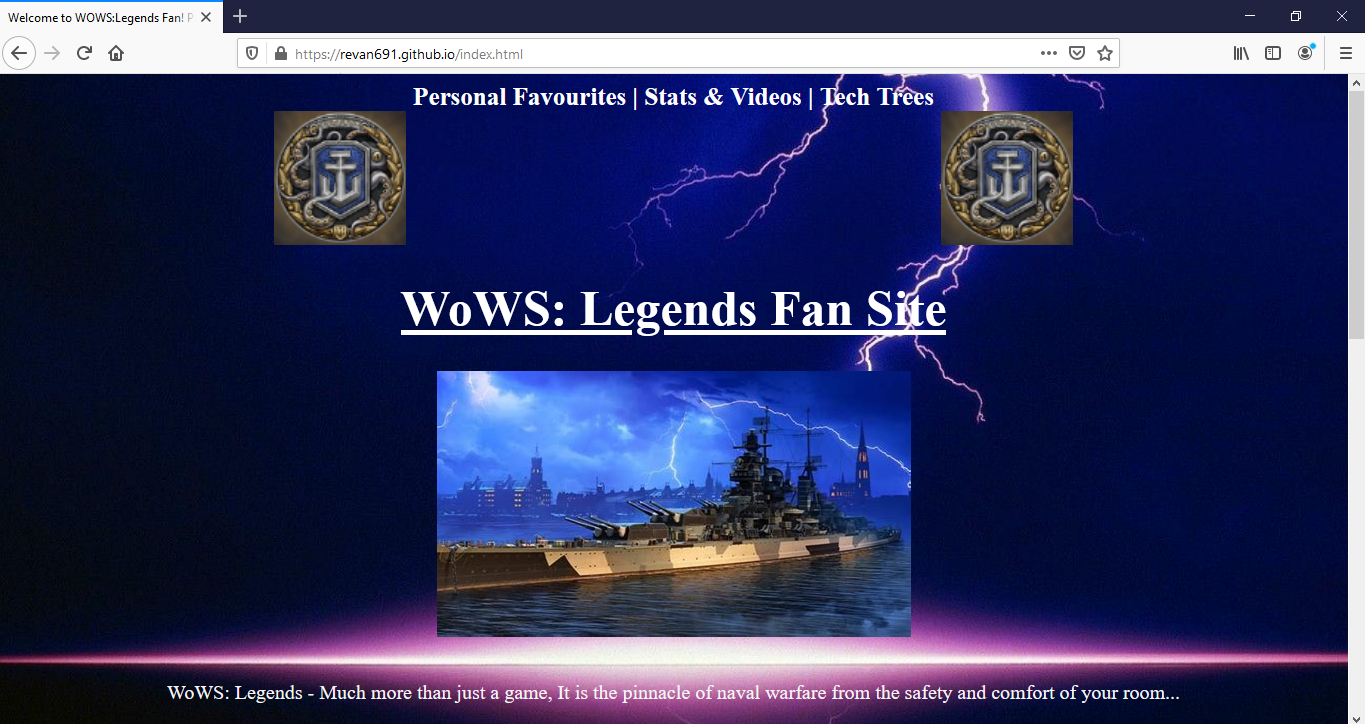 Welcome to WOWS:Legends Fan! P
https://revan691.github.io/index.html
Personal Favourites | Stats & Videos | Tech Trees
WoWS: Legends Fan Site
WoWS: Legends - Much more than just a game, It is the pinnacle of naval warfare from the safety and comfort of your room...